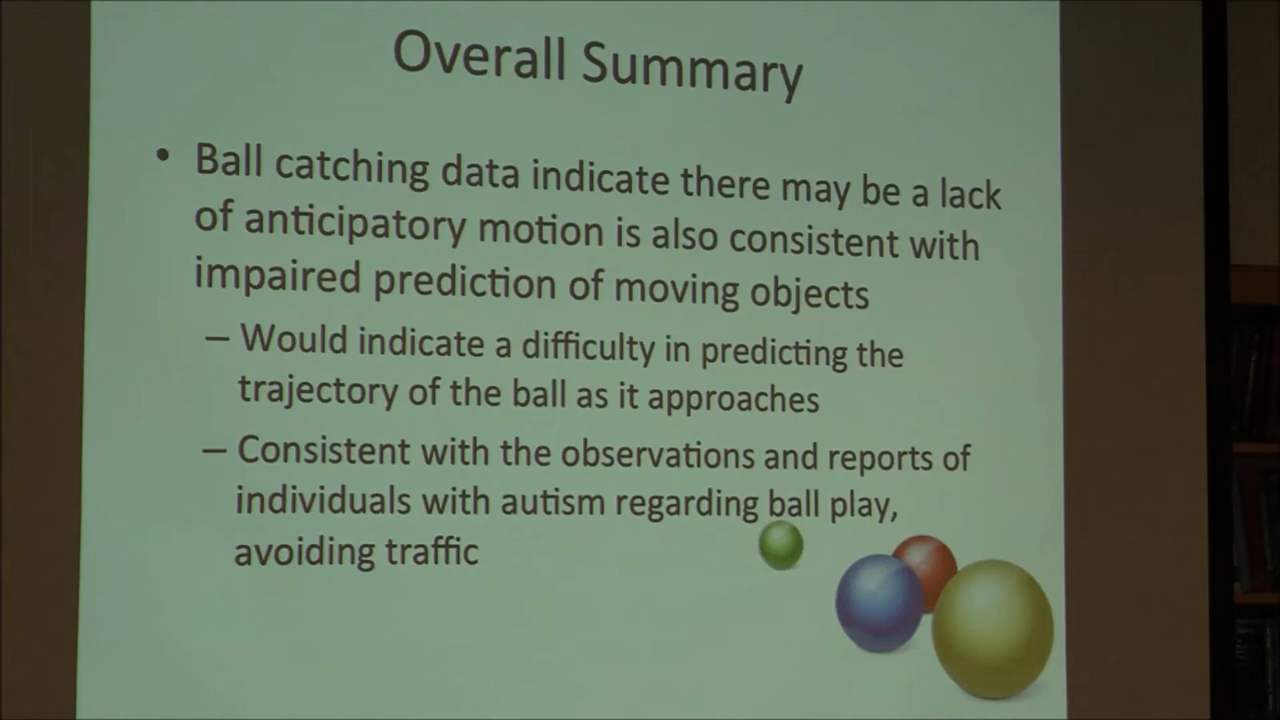 Overall Summary
• Ball catching data indicate there may be a lack
of anticipatory motion is also consistent with
impaired prediction of moving objects
– Would indicate a difficulty in predicting the
trajectory of the ball as it approaches
– Consistent with the observations and reports of
individuals with autism regarding ball play,
avoiding traffic